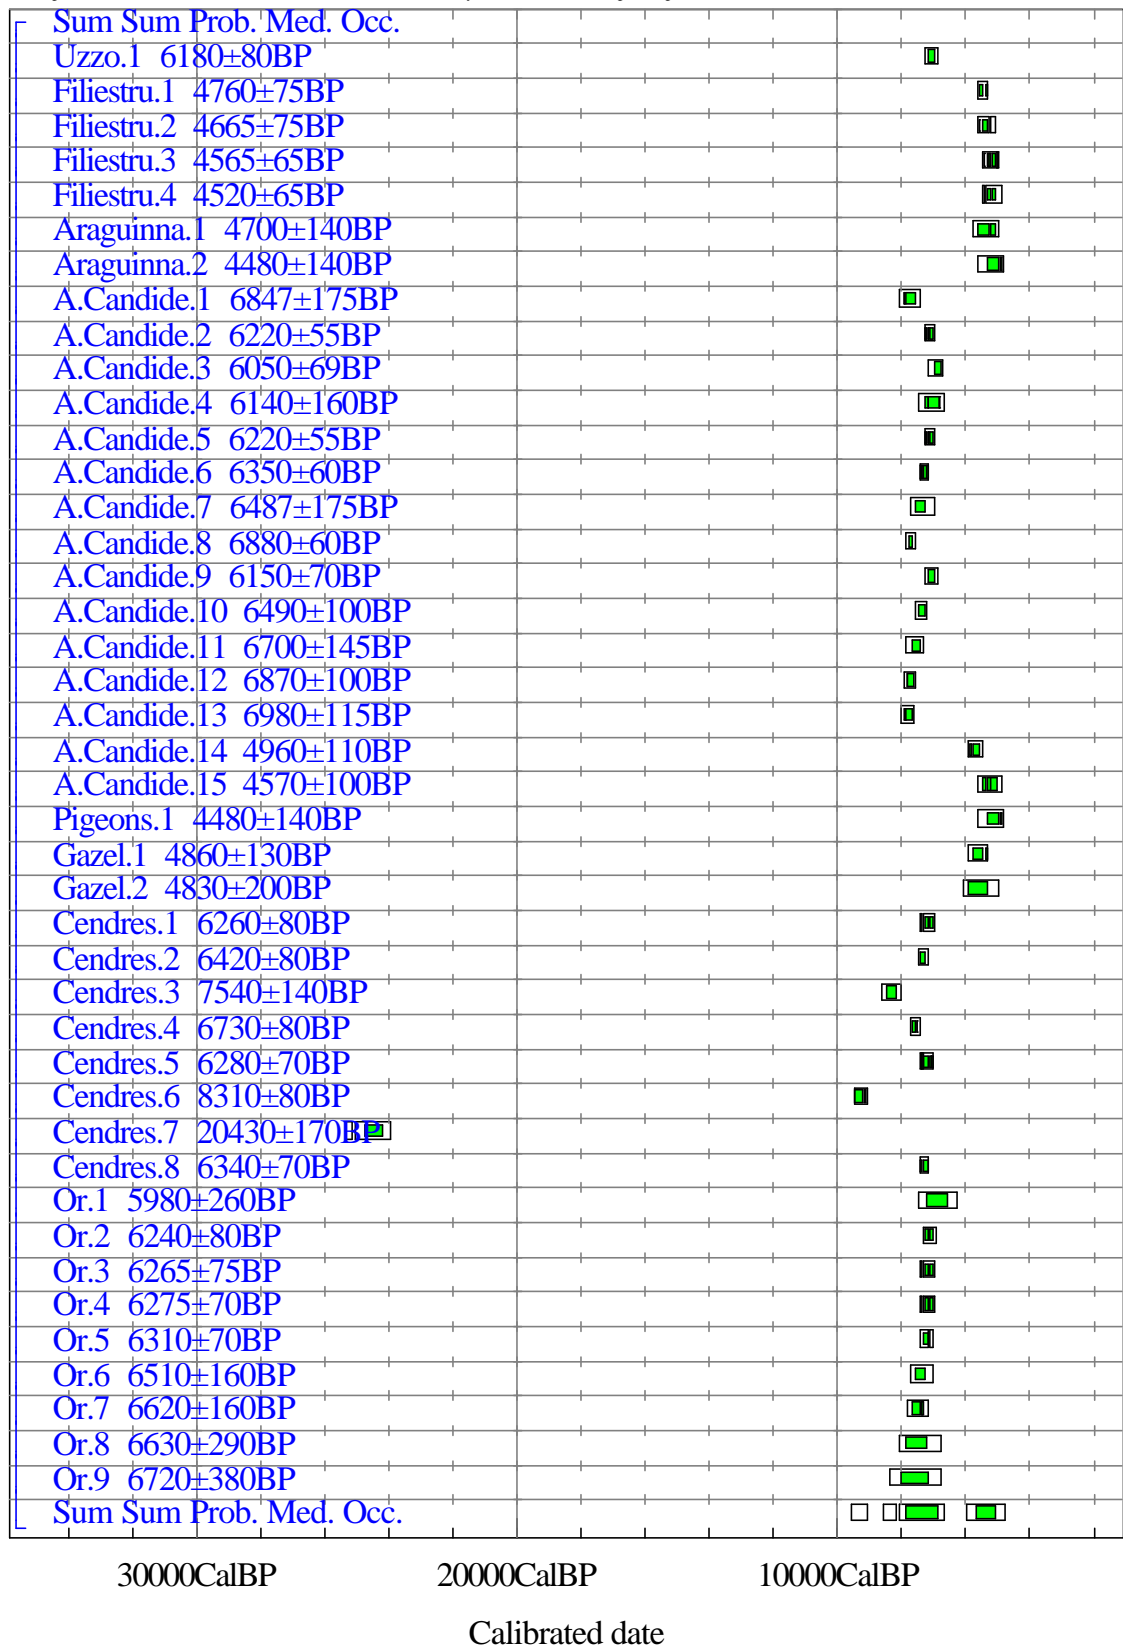 Sum Sum Prob. Med. Occ.
Uzzo.1 6180±80BP
Filiestru.1 4760±75BP
Filiestru.2 4665±75BP
Filiestru.3 4565±65BP
Filiestru.4 4520±65BP
Araguinna.1 4700±140BP
Araguinna.2 4480±140BP
A.Candide.1 6847±175BP
A.Candide.2 6220±55BP
A.Candide.3 6050±69BP
A.Candide.4 6140±160BP
A.Candide.5 6220±55BP
A.Candide.6 6350±60BP
A.Candide.7 6487±175BP
A.Candide.8 6880±60BP
A.Candide.9 6150±70BP
A.Candide.10 6490±100BP
A.Candide.11 6700±145BP
A.Candide.12 6870±100BP
A.Candide.13 6980±115BP
A.Candide.14 4960±110BP
A.Candide.15 4570±100BP
Pigeons.1 4480±140BP
Gazel.1 4860±130BP
Gazel.2 4830±200BP
Cendres.1 6260±80BP
Cendres.2 6420±80BP
Cendres.3 7540±140BP
Cendres.4 6730±80BP
Cendres.5 6280±70BP
Cendres.6 8310±80BP
Cendres.7 20430±170BP
Cendres.8 6340±70BP
Or.1 5980±260BP
Or.2 6240±80BP
Or.3 6265±75BP
Or.4 6275±70BP
Or.5 6310±70BP
Or.6 6510±160BP
Or.7 6620±160BP
Or.8 6630±290BP
Or.9 6720±380BP
Sum Sum Prob. Med. Occ.
30000CalBP 20000CalBP 10000CalBP
Calibrated date